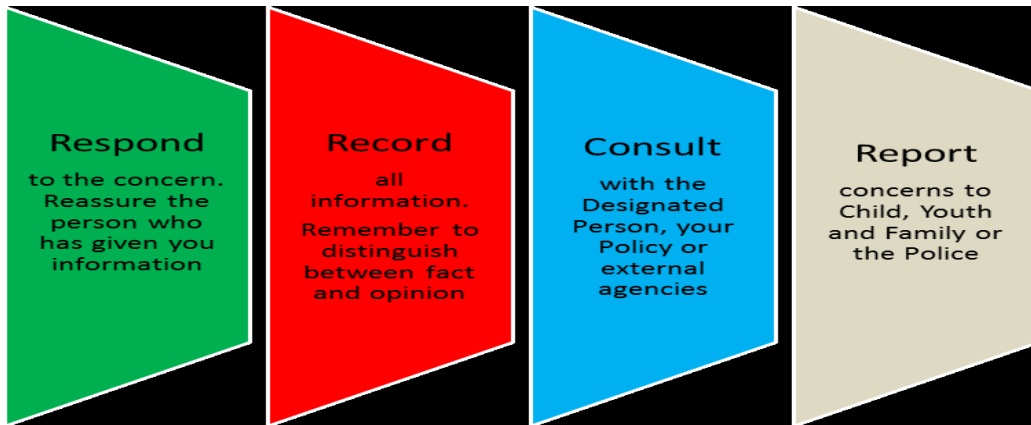 Respond
to the concern.
Reassure the
person who
has given you
information
Record
all
information.
Remember to
distinguish
between fact
and opinion
Consult
with the
Designated
Person, your
Policy or
external
agencies
Report
concerns to
Child, Youth
and Family or
the Police